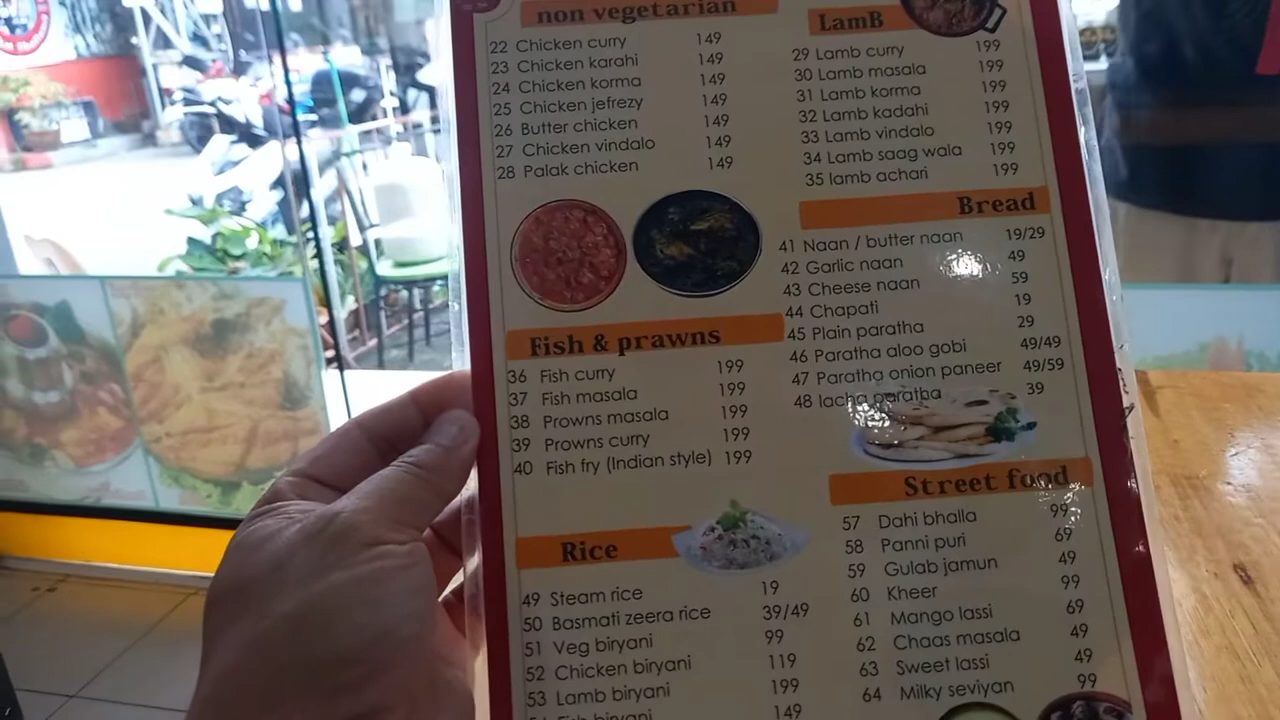 non vegetarian
22 Chicken curry 149
23 Chicken karahi 149
24 Chicken korma 149
25 Chicken jefrezy 149
26 Butter chicken 149
27 Chicken vindalo 149
28 Palak chicken 149
Fish & prawns
36 Fish curry 199
37 Fish masala 199
38 Prowns masala 199
39 Prowns curry 199
40 Fish fry (Indian style) 199
Rice
49 Steam rice 19
50 Basmati zeera rice 39/49
51 Veg biryani 99
52 Chicken biryani 119
53 Lamb biryani 199
54 Fish biryani 149
LamB
29 Lamb curry 199
30 Lamb masala 199
31 Lamb korma 199
32 Lamb kadahi 199
33 Lamb vindalo 199
34 Lamb saag wala 199
35 lamb achari 199
Bread
41 Naan / butter naan 19/29
42 Garlic naan 49
43 Cheese naan 59
44 Chapati 19
45 Plain paratha 29
46 Paratha aloo gobi 49/49
47 Paratha onion paneer 49/59
48 lacha paratha 39
Street food
57 Dahi bhalla 99
58 Panni puri 69
59 Gulab jamun 49
60 Kheer 99
61 Mango lassi 69
62 Chaas masala 49
63 Sweet lassi 49
64 Milky seviyan 99